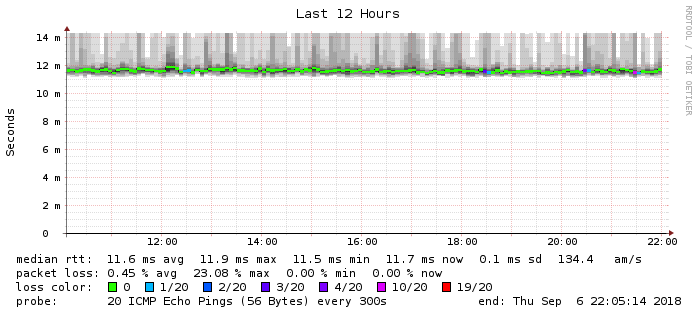 Last 12 Hours
RRDTOOL / TOBI OETIKER
Seconds
14 m
12 m
10 m
8 m
6 m
4 m
2 m
0
12:00 14:00 16:00 18:00 20:00 22:00
median rtt: 11.6 ms avg 11.9 ms max 11.5 ms min 11.7 ms now 0.1 ms sd 134.4 am/s
packet loss: 0.45 % avg 23.08 % max 0.00 % min 0.00 % now
loss color: 0 1/20 2/20 3/20 4/20 10/20 19/20
probe: 20 ICMP Echo Pings (56 Bytes) every 300s end: Thu Sep 6 22:05:14 2018